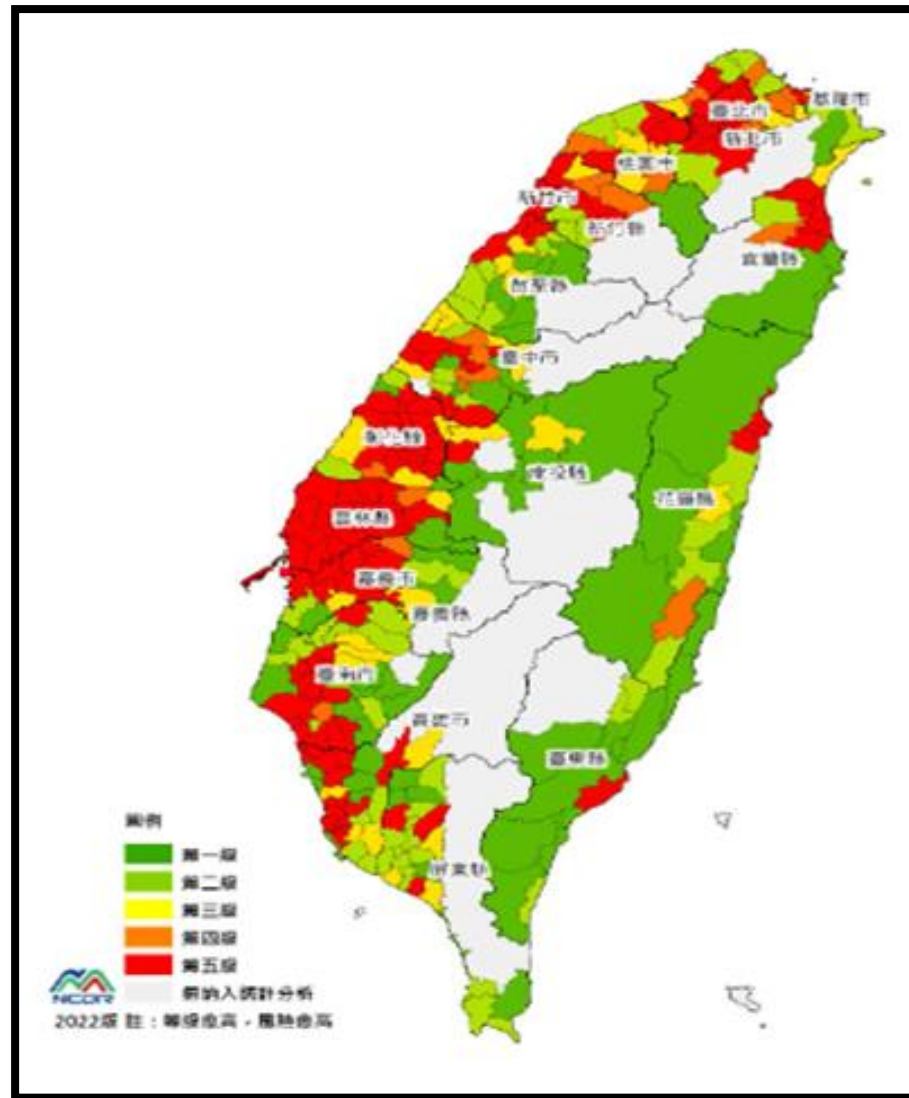 基隆市
臺北市
新北市
桃園市
新竹市
新竹縣
宜蘭縣
苗栗縣
臺中市
彰化縣
南投縣
花蓮縣
雲林縣
嘉義市
嘉義縣
臺南市
高雄市
臺東縣
屏東縣
圖例
第一級
第二級
第三級
第四級
第五級
未納入統計分析
NCDR
2022版 註：等級愈高，風險愈高